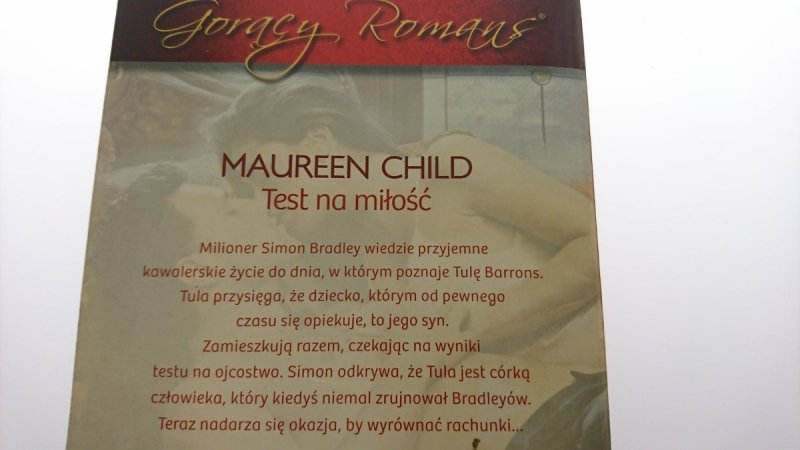 Gorący Romans®
MAUREEN CHILD
Test na miłość
Milioner Simon Bradley wiedzie przyjemne
kawalerskie życie do dnia, w którym poznaje Tulę Barrons.
Tula przysięga, że dziecko, którym od pewnego
czasu się opiekuje, to jego syn.
Zamieszkują razem, czekając na wyniki
testu na ojcostwo. Simon odkrywa, że Tula jest córką
człowieka, który kiedyś niemal zrujnował Bradleyów.
Teraz nadarza się okazja, by wyrównać rachunki...